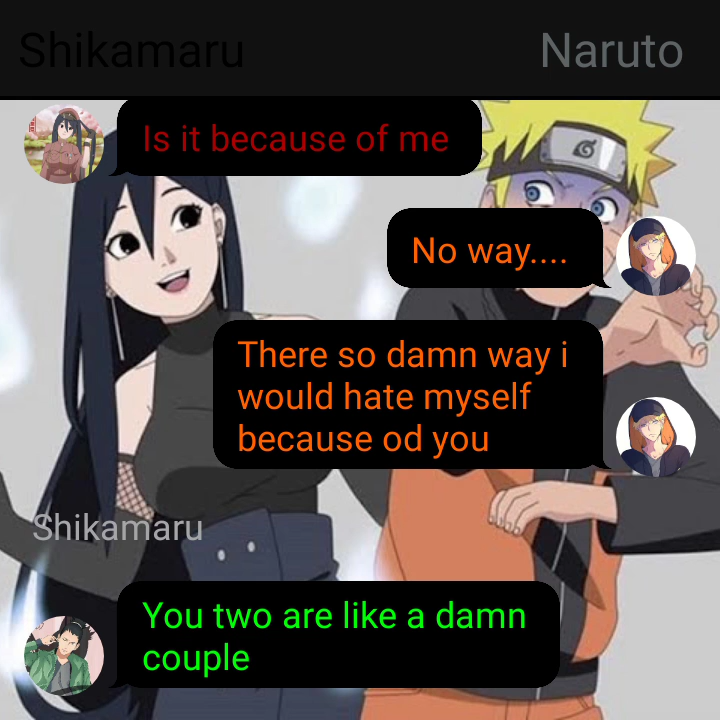 Shikamaru
Naruto
Is it because of me
No way....
There so damn way i
would hate myself
because od you
Shikamaru
You two are like a damn
couple